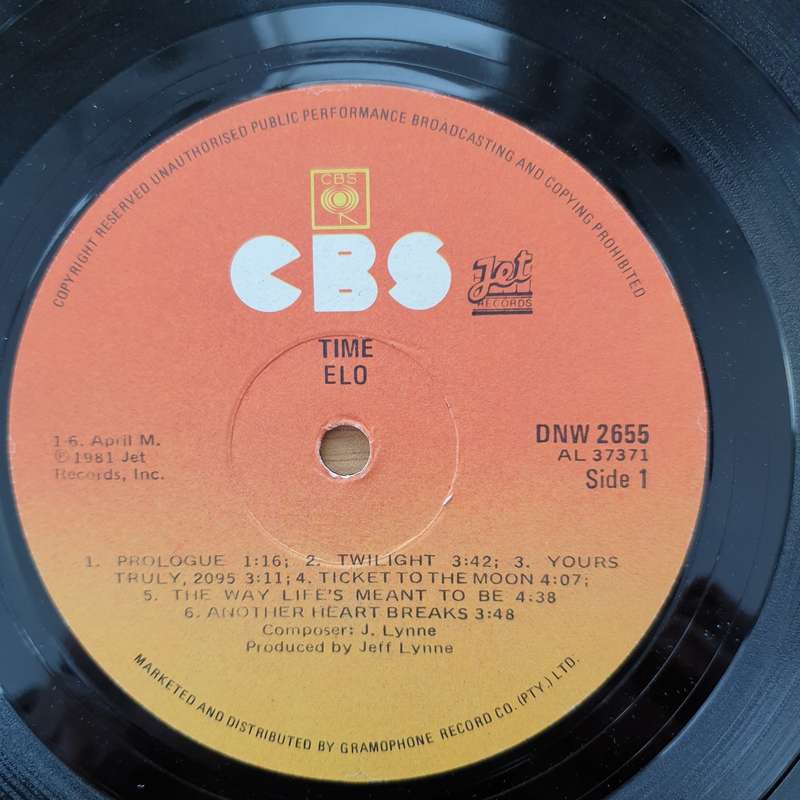 COPYRIGHT RESERVED UNAUTHORISED PUBLIC PERFORMANCE BROADCASTING AND COPYING PROHIBITED
CBS
CBS
Jet
RECORDS
TIME
ELO
1-6. April M.
℗ 1981 Jet
Records, Inc.
DNW 2655
AL 37371
Side 1
1. PROLOGUE 1:16; 2. TWILIGHT 3:42; 3. YOURS
TRULY, 2095 3:11; 4. TICKET TO THE MOON 4:07;
5. THE WAY LIFE'S MEANT TO BE 4:38
6. ANOTHER HEART BREAKS 3:48
Composer: J. Lynne
Produced by Jeff Lynne
MARKETED AND DISTRIBUTED BY GRAMOPHONE RECORD CO. (PTY.) LTD.